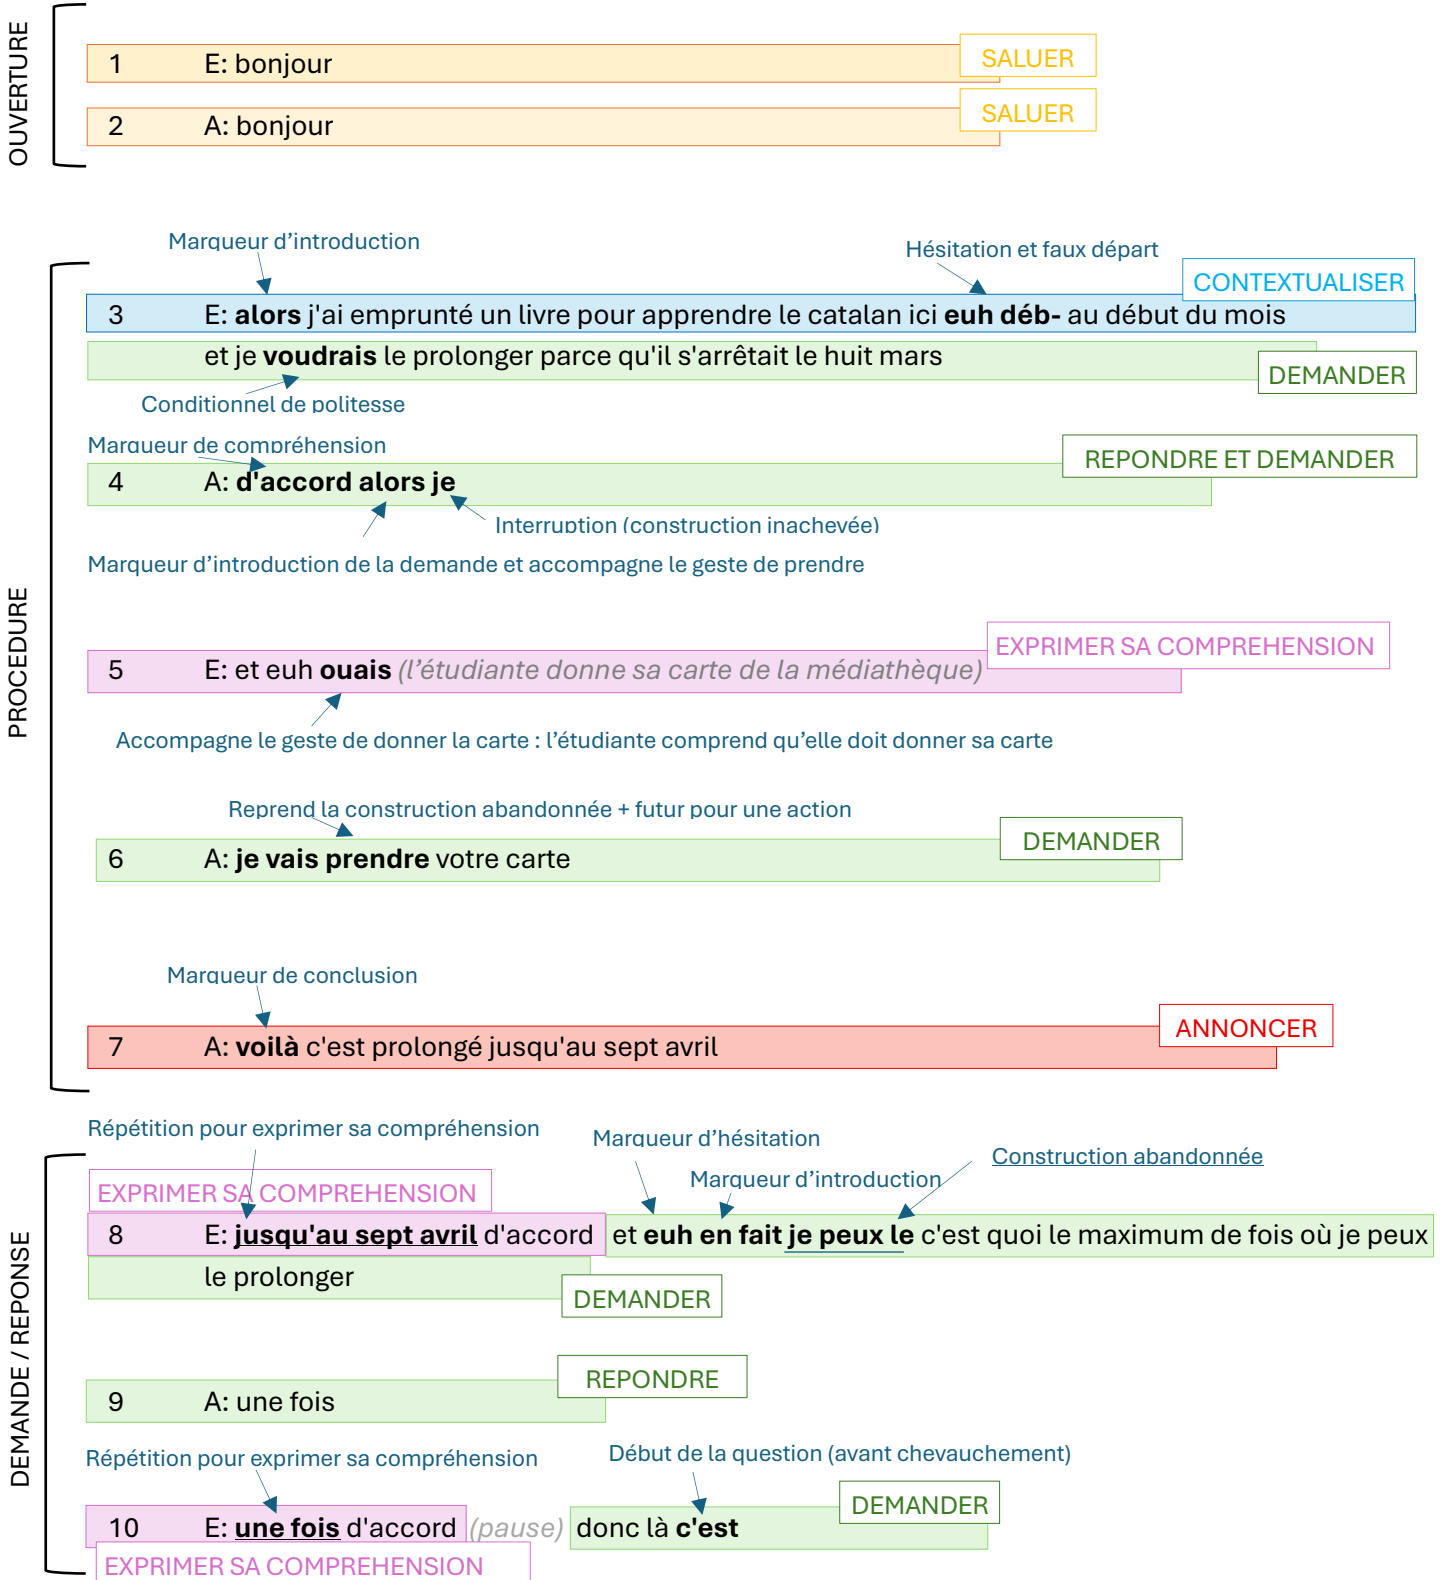 OUVERTURE
1 E: bonjour SALUER
2 A: bonjour SALUER
PROCEDURE
Marqueur d’introduction
Hésitation et faux départ
CONTEXTUALISER
3 E: alors j'ai emprunté un livre pour apprendre le catalan ici euh déb- au début du mois
et je voudrais le prolonger parce qu'il s'arrêtait le huit mars
DEMANDER
Conditionnel de politesse
Marqueur de compréhension
REPONDRE ET DEMANDER
4 A: d'accord alors je
Interruption (construction inachevée)
Marqueur d’introduction de la demande et accompagne le geste de prendre
EXPRIMER SA COMPREHENSION
5 E: et euh ouais (l’étudiante donne sa carte de la médiathèque)
Accompagne le geste de donner la carte : l’étudiante comprend qu’elle doit donner sa carte
Reprend la construction abandonnée + futur pour une action
DEMANDER
6 A: je vais prendre votre carte
Marqueur de conclusion
ANNONCER
7 A: voilà c'est prolongé jusqu'au sept avril
DEMANDE / REPONSE
Répétition pour exprimer sa compréhension
Marqueur d’hésitation
Construction abandonnée
Marqueur d’introduction
EXPRIMER SA COMPREHENSION
8 E: jusqu'au sept avril d'accord et euh en fait je peux le c'est quoi le maximum de fois où je peux
le prolonger
DEMANDER
REPONDRE
9 A: une fois
Répétition pour exprimer sa compréhension
Début de la question (avant chevauchement)
DEMANDER
10 E: une fois d'accord (pause) donc là c'est
EXPRIMER SA COMPREHENSION